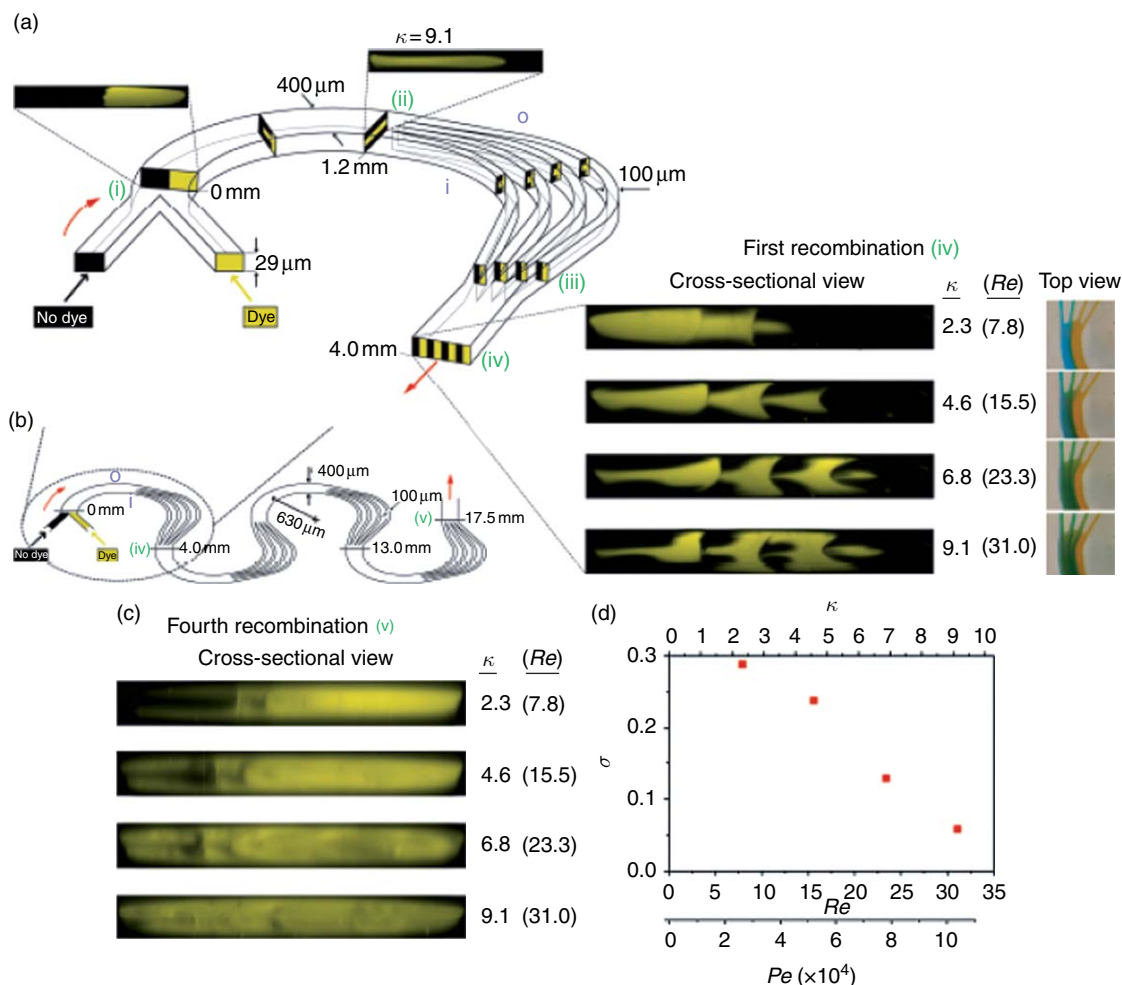 (a)
κ=9.1
400 μm
(ii)
o
1.2 mm
i
100 μm
(i)
0 mm
29 μm
No dye
Dye
(iii)
4.0 mm
(iv)
First recombination (iv)
Cross-sectional view κ (Re) Top view
2.3 (7.8)
4.6 (15.5)
6.8 (23.3)
9.1 (31.0)
(b)
o
i
0 mm
No dye
Dye
(iv)
4.0 mm
400 μm
100 μm
630 μm
13.0 mm
(v)
17.5 mm
(c)
Fourth recombination (v)
Cross-sectional view κ (Re)
2.3 (7.8)
4.6 (15.5)
6.8 (23.3)
9.1 (31.0)
(d)
κ
0 1 2 3 4 5 6 7 8 9 10
0.3
0.2
0.1
0.0
σ
0 5 10 15 20 25 30 35
Re
0 2 4 6 8 10
Pe (×10⁴)